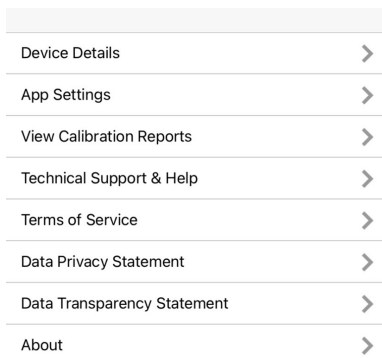 Device Details
App Settings
View Calibration Reports
Technical Support & Help
Terms of Service
Data Privacy Statement
Data Transparency Statement
About